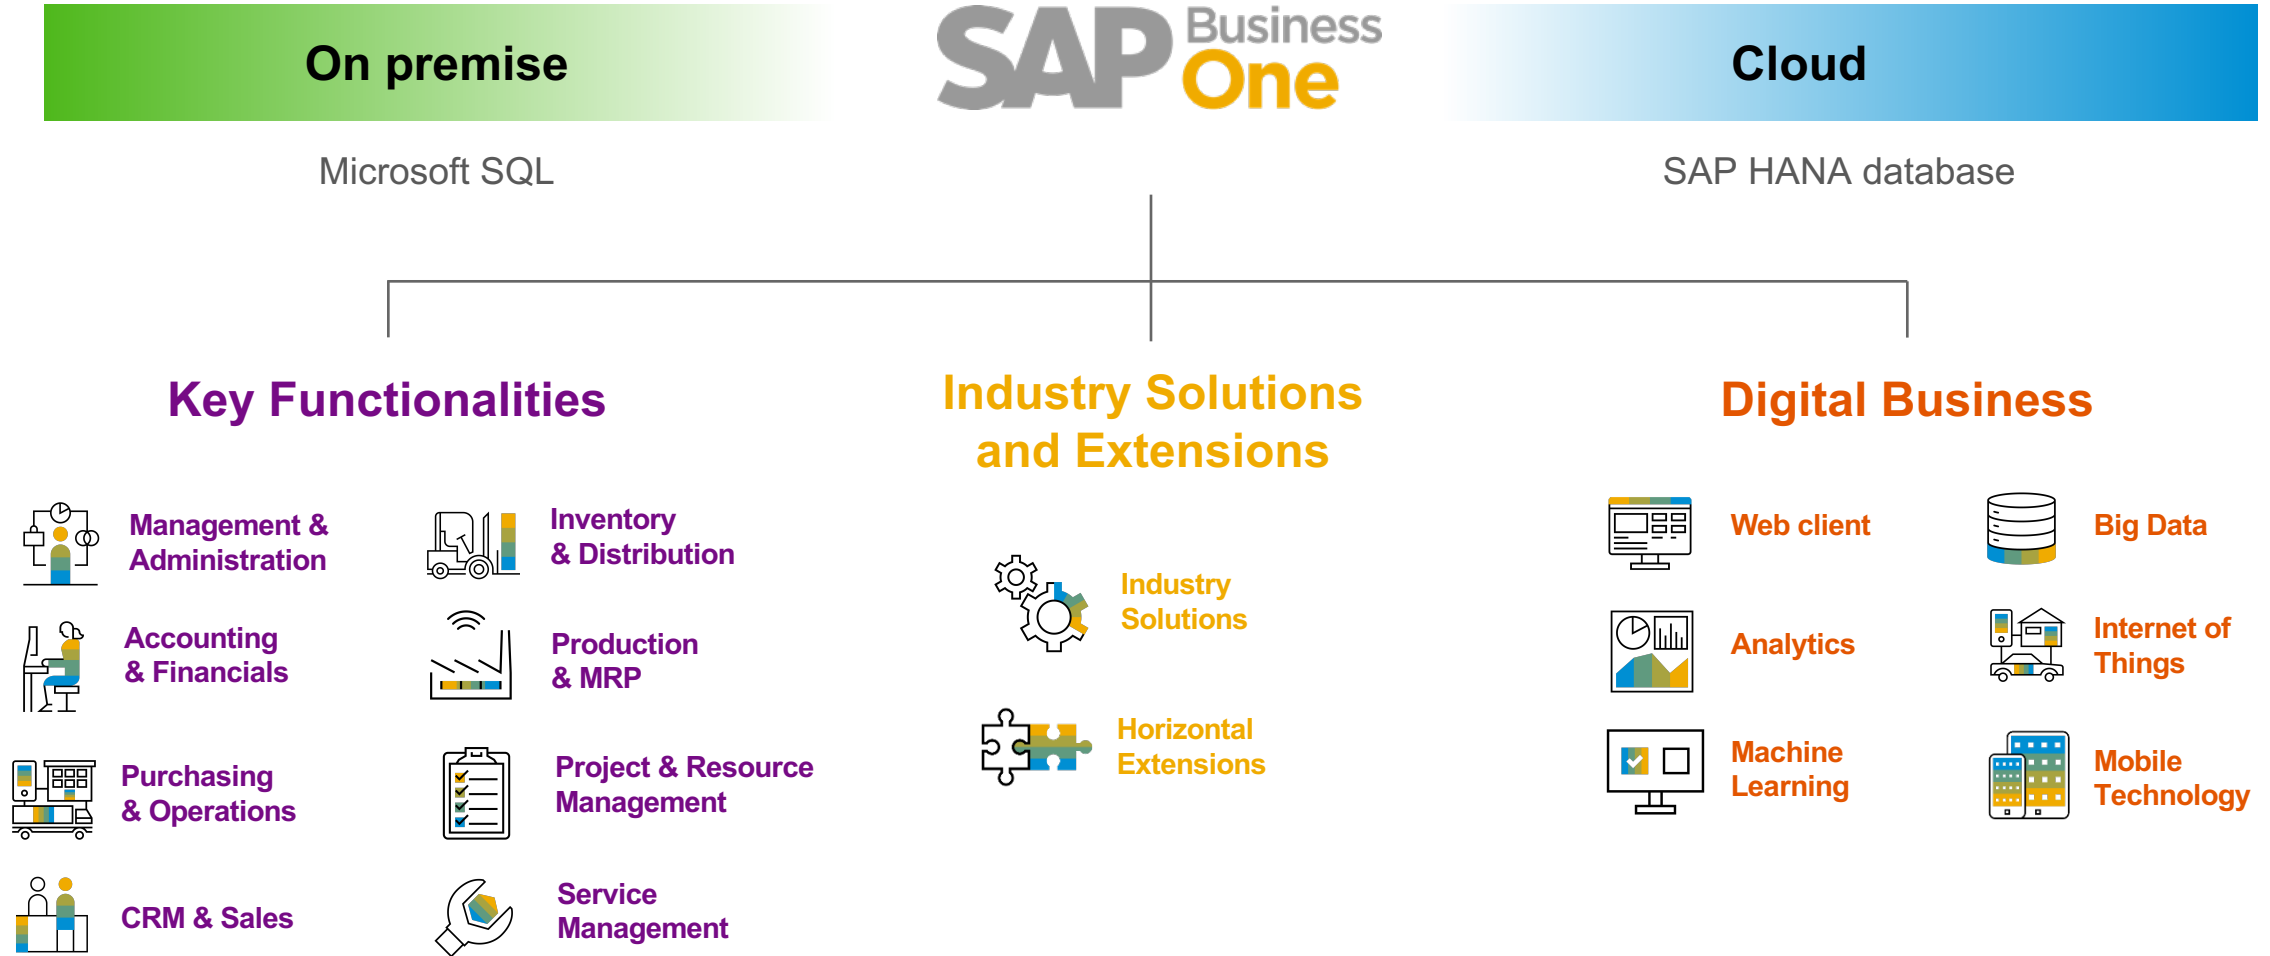 On premise
SAP Business One
Cloud
Microsoft SQL
SAP HANA database
Key Functionalities
Management &
Administration
Inventory
& Distribution
Accounting
& Financials
Production
& MRP
Purchasing
& Operations
Project & Resource
Management
CRM & Sales
Service
Management
Industry Solutions
and Extensions
Industry
Solutions
Horizontal
Extensions
Digital Business
Web client
Big Data
Analytics
Internet of
Things
Machine
Learning
Mobile
Technology